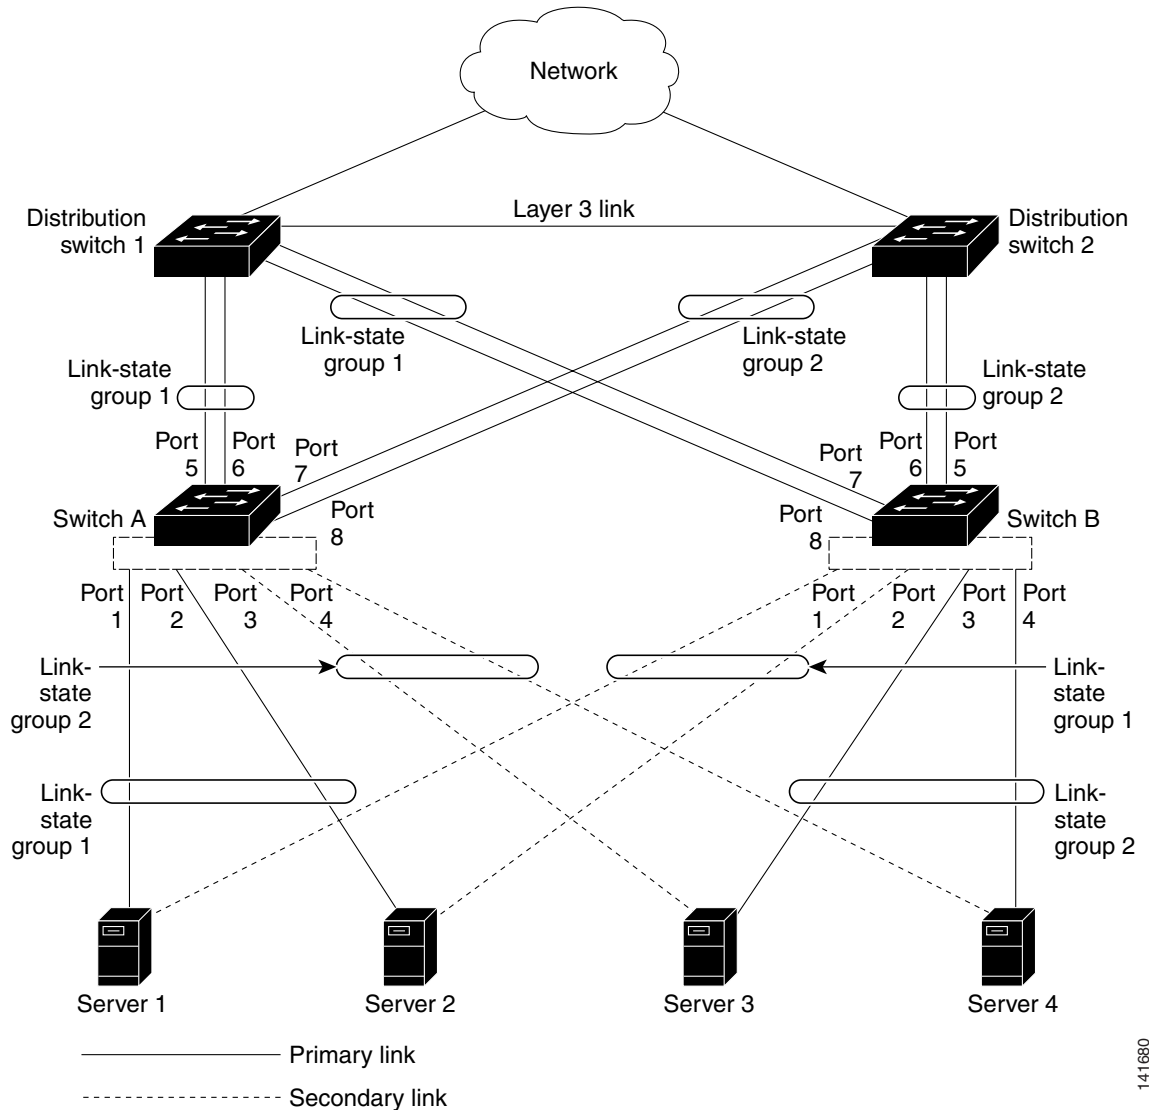 Network
Distribution
switch 1
Layer 3 link
Distribution
switch 2
Link-state
group 1
Link-state
group 2
Link-state
group 1
Link-state
group 2
Port
5
Port
6
Port
7
Port
8
Port
7
Port
6
Port
5
Port
8
Switch A
Switch B
Port
1
Port
2
Port
3
Port
4
Port
1
Port
2
Port
3
Port
4
Link-
state
group 2
Link-
state
group 1
Link-
state
group 1
Link-
state
group 2
Server 1
Server 2
Server 3
Server 4
Primary link
Secondary link
141680